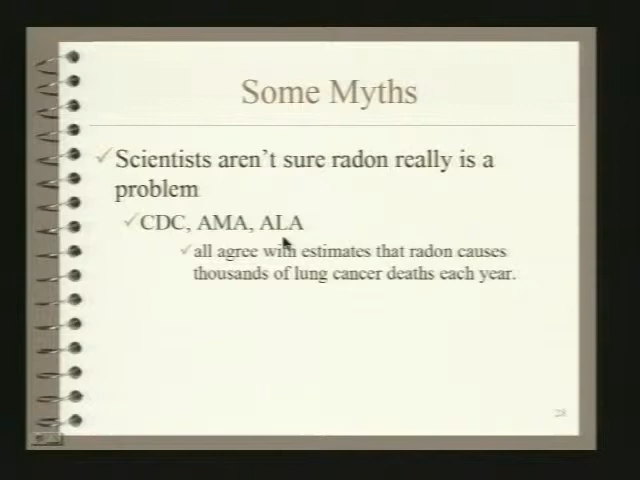 Some Myths
Scientists aren't sure radon really is a
problem
CDC, AMA, ALA
all agree with estimates that radon causes
thousands of lung cancer deaths each year.
28